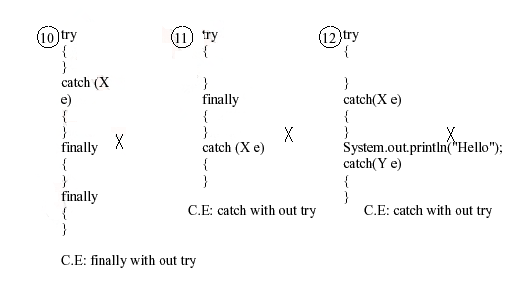 10 try
{
}
catch (X
e)
{
}
finally X
{
}
finally
{
}
C.E: finally with out try
11 try
{
}
finally
{
}
catch (X e) X
{
}
C.E: catch with out try
12 try
{
}
catch(X e)
{
}
X
System.out.println("Hello");
catch(Y e)
{
}
C.E: catch with out try